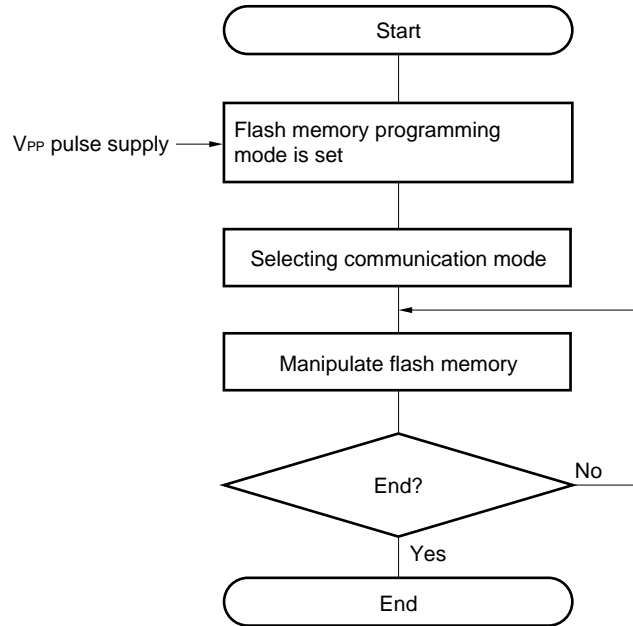 Start
VPP pulse supply
Flash memory programming
mode is set
Selecting communication mode
Manipulate flash memory
End?
No
Yes
End